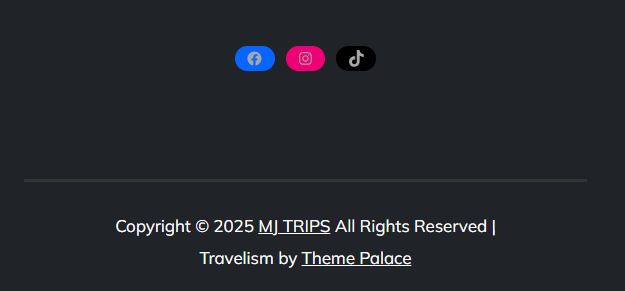 Copyright © 2025 MJ TRIPS All Rights Reserved |
Travelism by Theme Palace